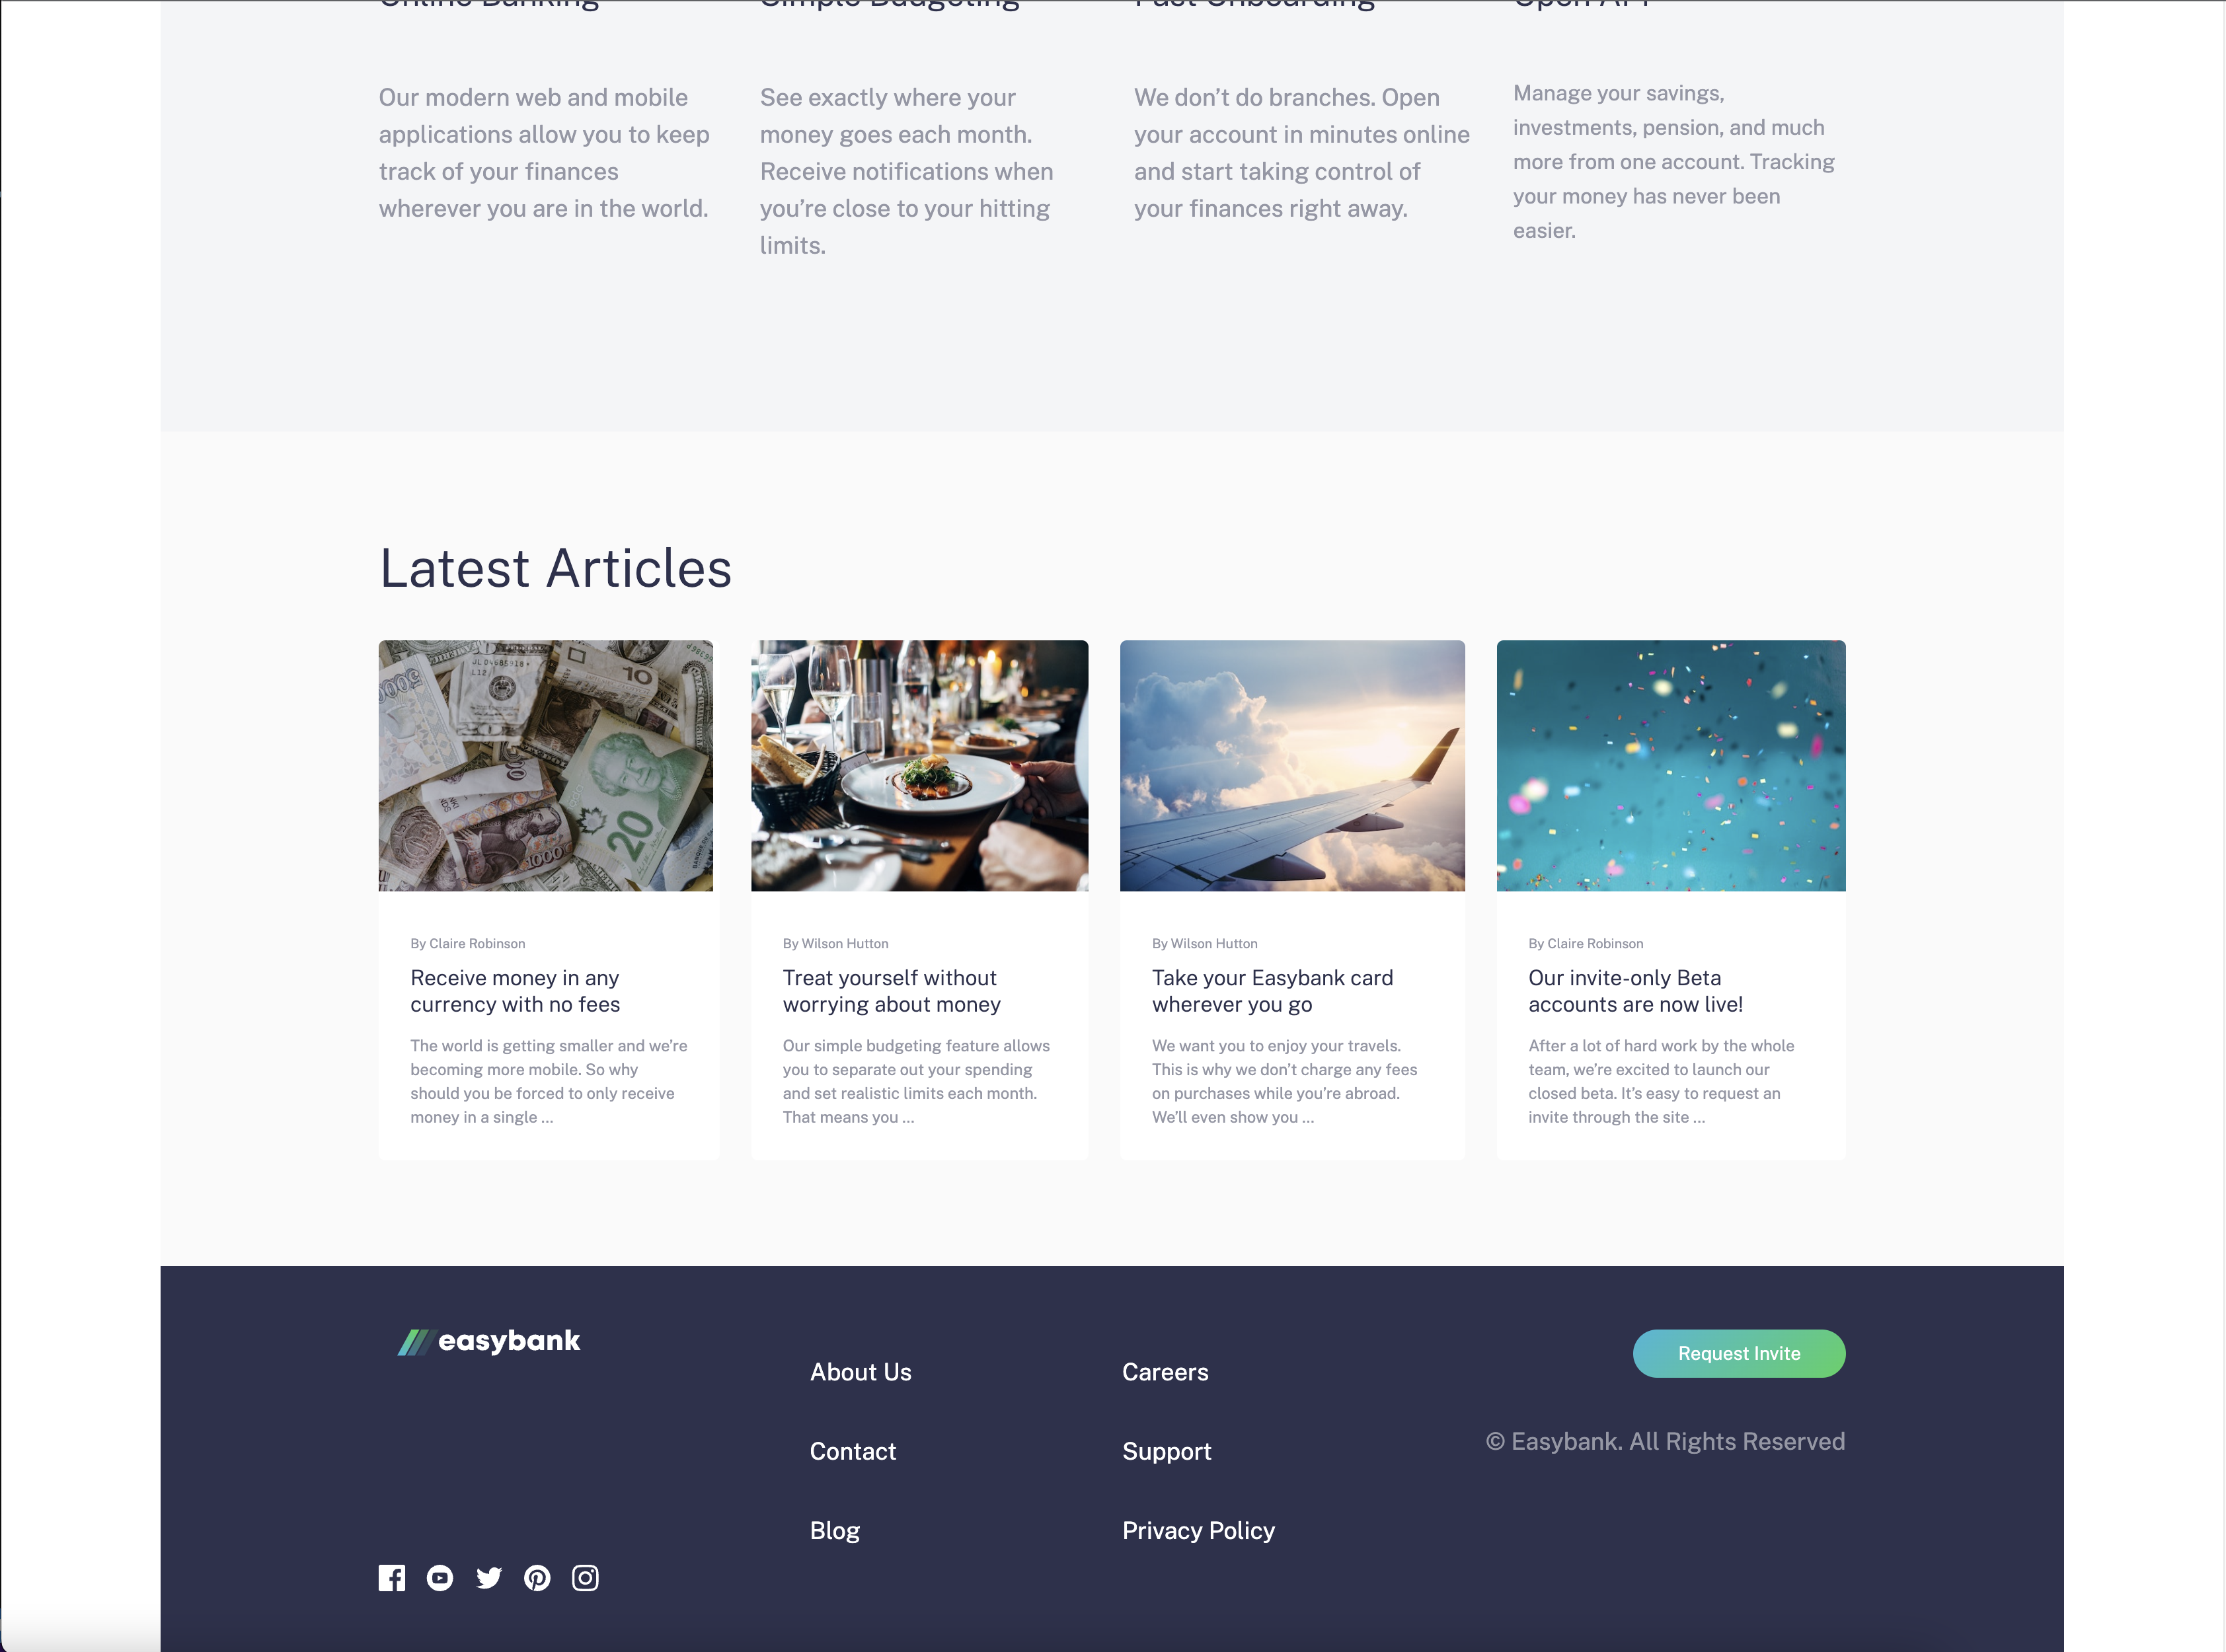 Online Banking
Simple Budgeting
Fast Onboarding
Open API
Our modern web and mobile
applications allow you to keep
track of your finances
wherever you are in the world.
See exactly where your
money goes each month.
Receive notifications when
you’re close to your hitting
limits.
We don’t do branches. Open
your account in minutes online
and start taking control of
your finances right away.
Manage your savings,
investments, pension, and much
more from one account. Tracking
your money has never been
easier.
Latest Articles
10
20
1000
By Claire Robinson
Receive money in any
currency with no fees
The world is getting smaller and we’re
becoming more mobile. So why
should you be forced to only receive
money in a single ...
By Wilson Hutton
Treat yourself without
worrying about money
Our simple budgeting feature allows
you to separate out your spending
and set realistic limits each month.
That means you ...
By Wilson Hutton
Take your Easybank card
wherever you go
We want you to enjoy your travels.
This is why we don’t charge any fees
on purchases while you’re abroad.
We’ll even show you ...
By Claire Robinson
Our invite-only Beta
accounts are now live!
After a lot of hard work by the whole
team, we’re excited to launch our
closed beta. It’s easy to request an
invite through the site ...
easybank
About Us
Contact
Blog
Careers
Support
Privacy Policy
Request Invite
© Easybank. All Rights Reserved